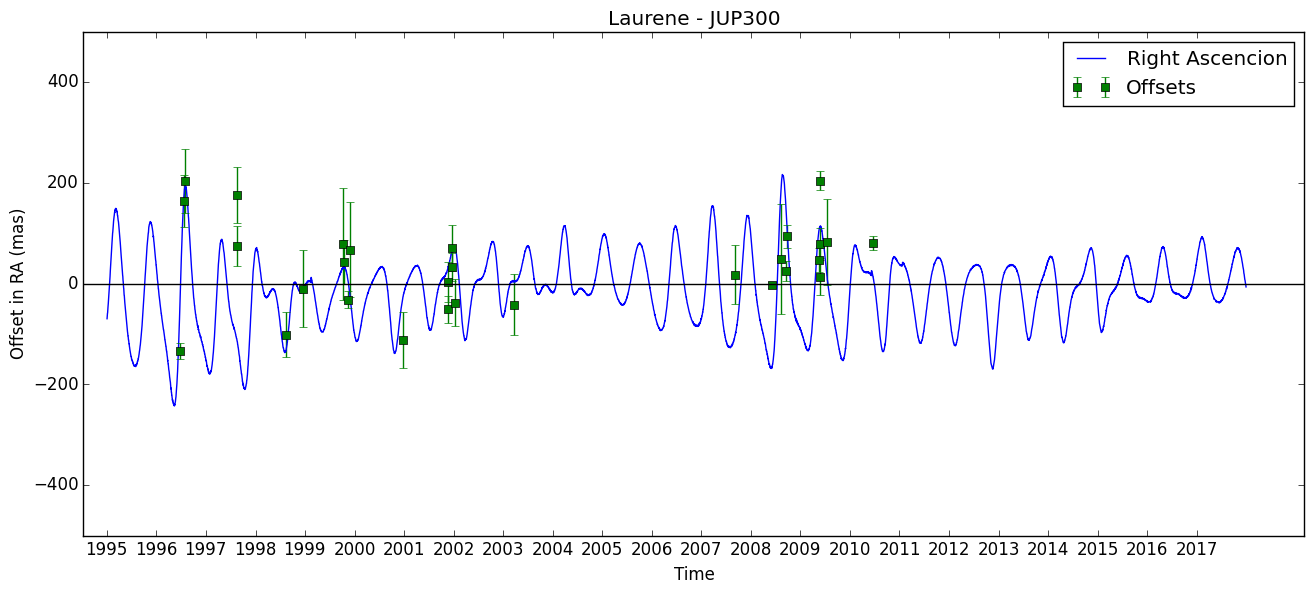 Laurene - JUP300
Right Ascencion
Offsets
Offset in RA (mas)
400
200
0
−200
−400
1995 1996 1997 1998 1999 2000 2001 2002 2003 2004 2005 2006 2007 2008 2009 2010 2011 2012 2013 2014 2015 2016 2017
Time